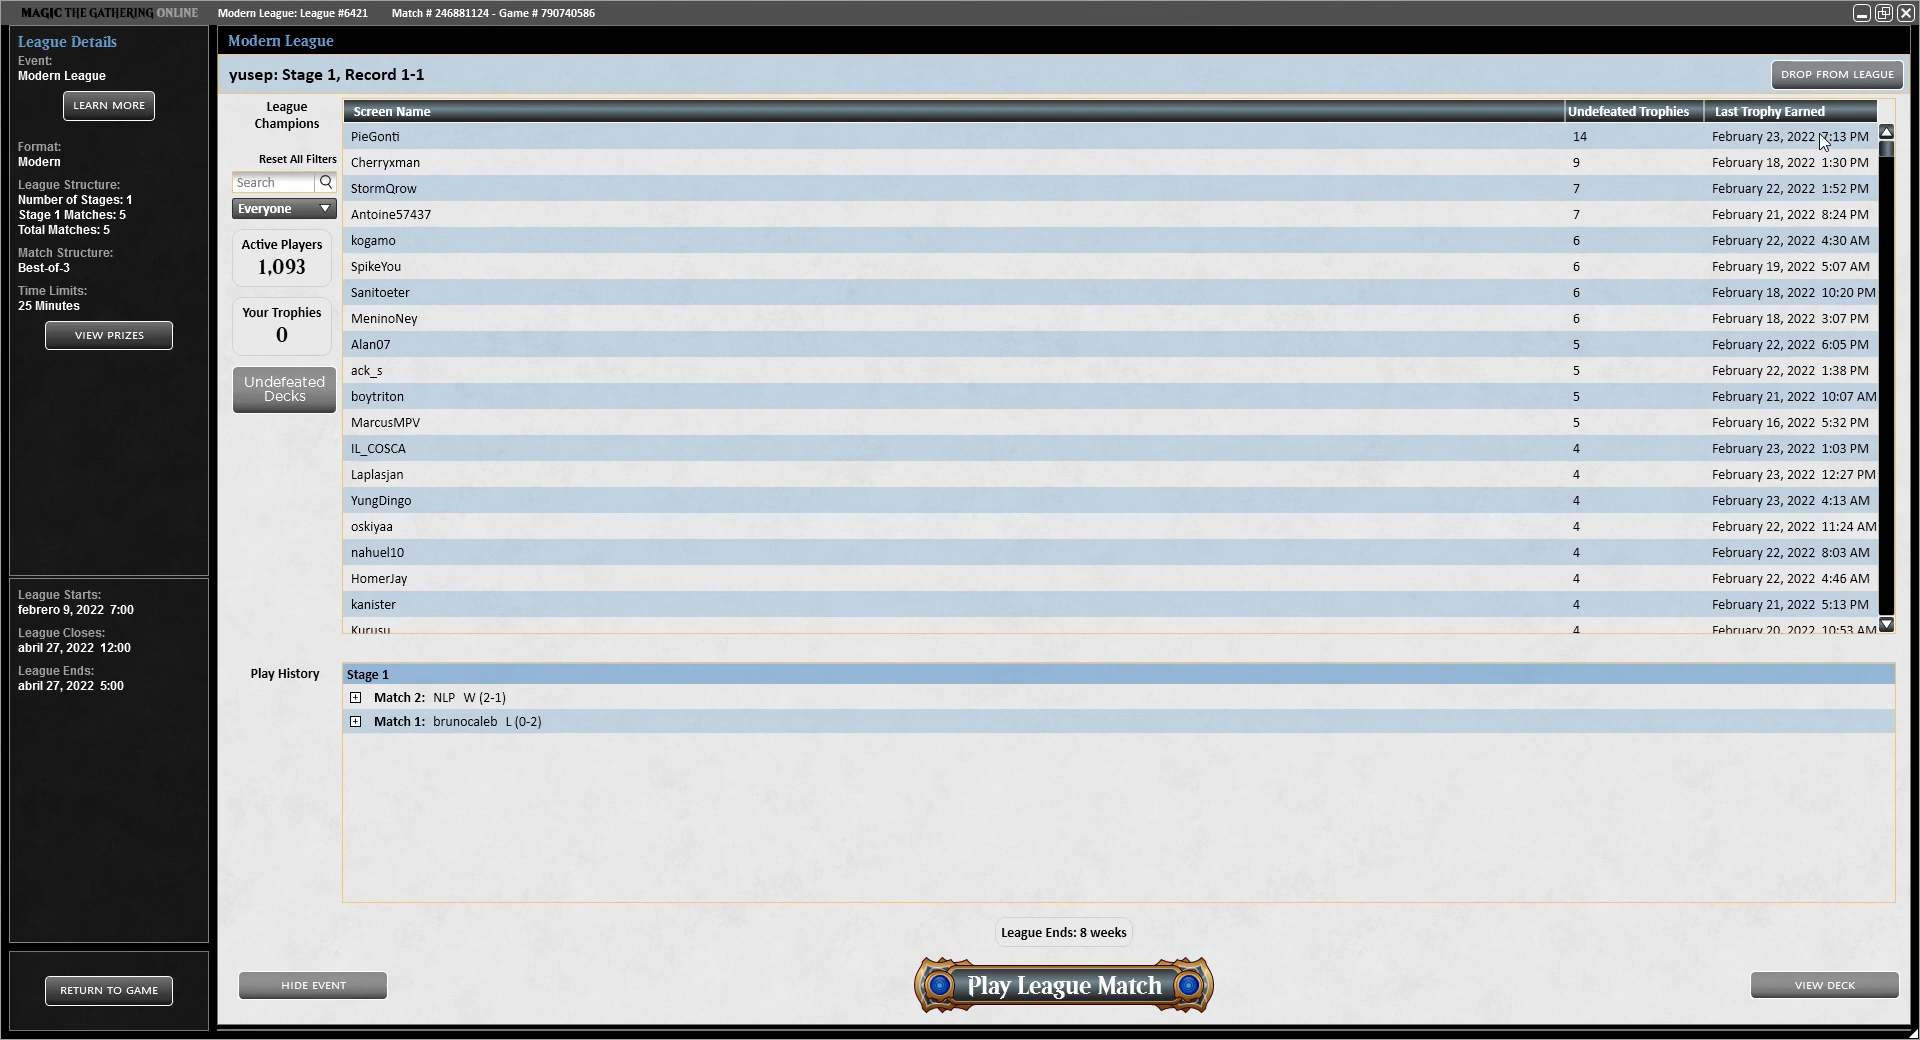 MAGIC THE GATHERING ONLINE Modern League: League #6421 Match # 246881124 - Game # 790740586
League Details
Event:
Modern League
LEARN MORE
Format:
Modern
League Structure:
Number of Stages: 1
Stage 1 Matches: 5
Total Matches: 5
Match Structure:
Best-of-3
Time Limits:
25 Minutes
VIEW PRIZES
League Starts:
febrero 9, 2022 7:00
League Closes:
abril 27, 2022 12:00
League Ends:
abril 27, 2022 5:00
RETURN TO GAME
Modern League
yusep: Stage 1, Record 1-1
DROP FROM LEAGUE
League
Champions
Reset All Filters
Search
Everyone
Active Players
1,093
Your Trophies
0
Undefeated
Decks
Screen Name Undefeated Trophies Last Trophy Earned
PieGonti 14 February 23, 2022 7:13 PM
Cherryxman 9 February 18, 2022 1:30 PM
StormQrow 7 February 22, 2022 1:52 PM
Antoine57437 7 February 21, 2022 8:24 PM
kogamo 6 February 22, 2022 4:30 AM
SpikeYou 6 February 19, 2022 5:07 AM
Sanitoeter 6 February 18, 2022 10:20 PM
MeninoNey 6 February 18, 2022 3:07 PM
Alan07 5 February 22, 2022 6:05 PM
ack_s 5 February 22, 2022 1:38 PM
boytriton 5 February 21, 2022 10:07 AM
MarcusMPV 5 February 16, 2022 5:32 PM
IL_COSCA 4 February 23, 2022 1:03 PM
Laplasjan 4 February 23, 2022 12:27 PM
YungDingo 4 February 23, 2022 4:13 AM
oskiyaa 4 February 22, 2022 11:24 AM
nahuel10 4 February 22, 2022 8:03 AM
HomerJay 4 February 22, 2022 4:46 AM
kanister 4 February 21, 2022 5:13 PM
Kurusu 4 February 20, 2022 10:53 AM
Play History
Stage 1
Match 2: NLP W (2-1)
Match 1: brunocaleb L (0-2)
League Ends: 8 weeks
HIDE EVENT
Play League Match
VIEW DECK